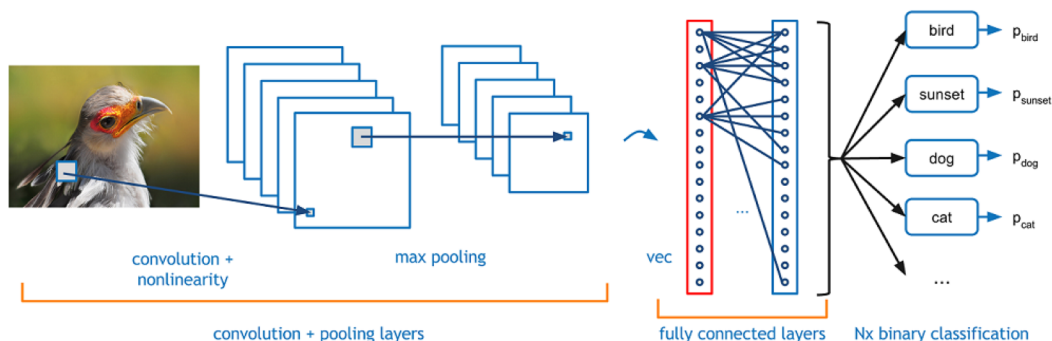 bird
p_bird
sunset
p_sunset
dog
p_dog
cat
p_cat
...
...
convolution +
nonlinearity
max pooling
vec
convolution + pooling layers
fully connected layers
Nx binary classification